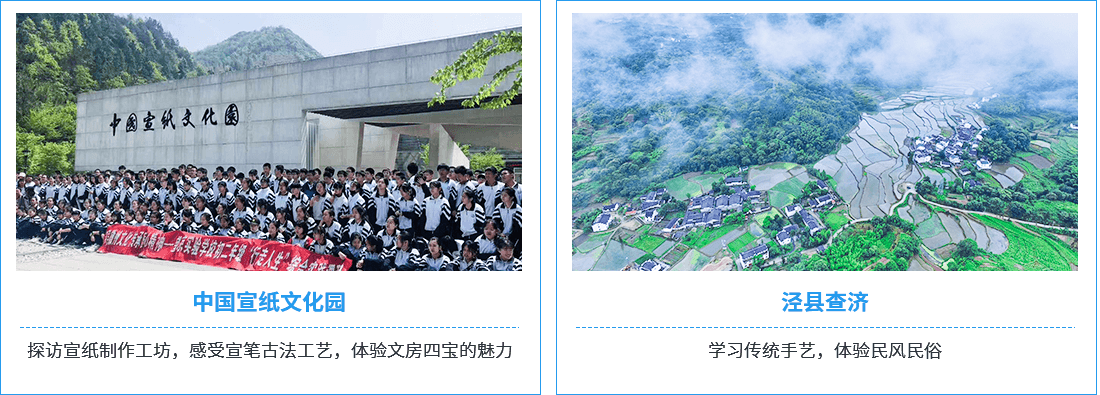 中国宣纸文化园
中国宣纸文化园
探访宣纸制作工坊，感受宣笔古法工艺，体验文房四宝的魅力
泾县查济
学习传统手艺，体验民风民俗